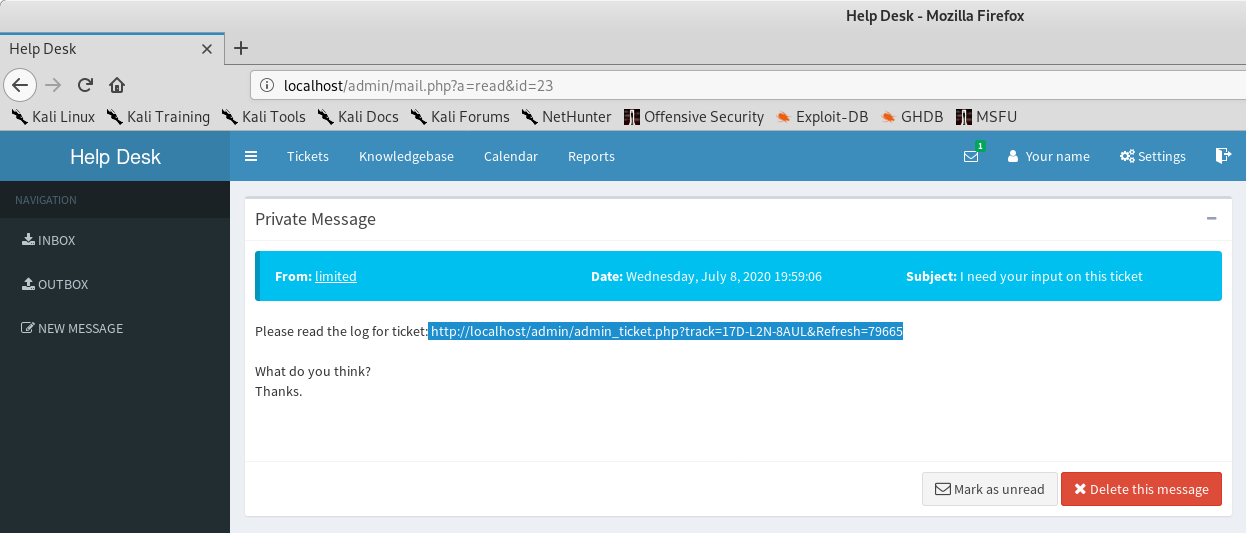 Help Desk - Mozilla Firefox
Help Desk
localhost/admin/mail.php?a=read&id=23
Kali Linux Kali Training Kali Tools Kali Docs Kali Forums NetHunter Offensive Security Exploit-DB GHDB MSFU
Help Desk Tickets Knowledgebase Calendar Reports 1 Your name Settings
NAVIGATION
INBOX
OUTBOX
NEW MESSAGE
Private Message
From: limited Date: Wednesday, July 8, 2020 19:59:06 Subject: I need your input on this ticket
Please read the log for ticket: http://localhost/admin/admin_ticket.php?track=17D-L2N-8AUL&Refresh=79665
What do you think?
Thanks.
Mark as unread Delete this message